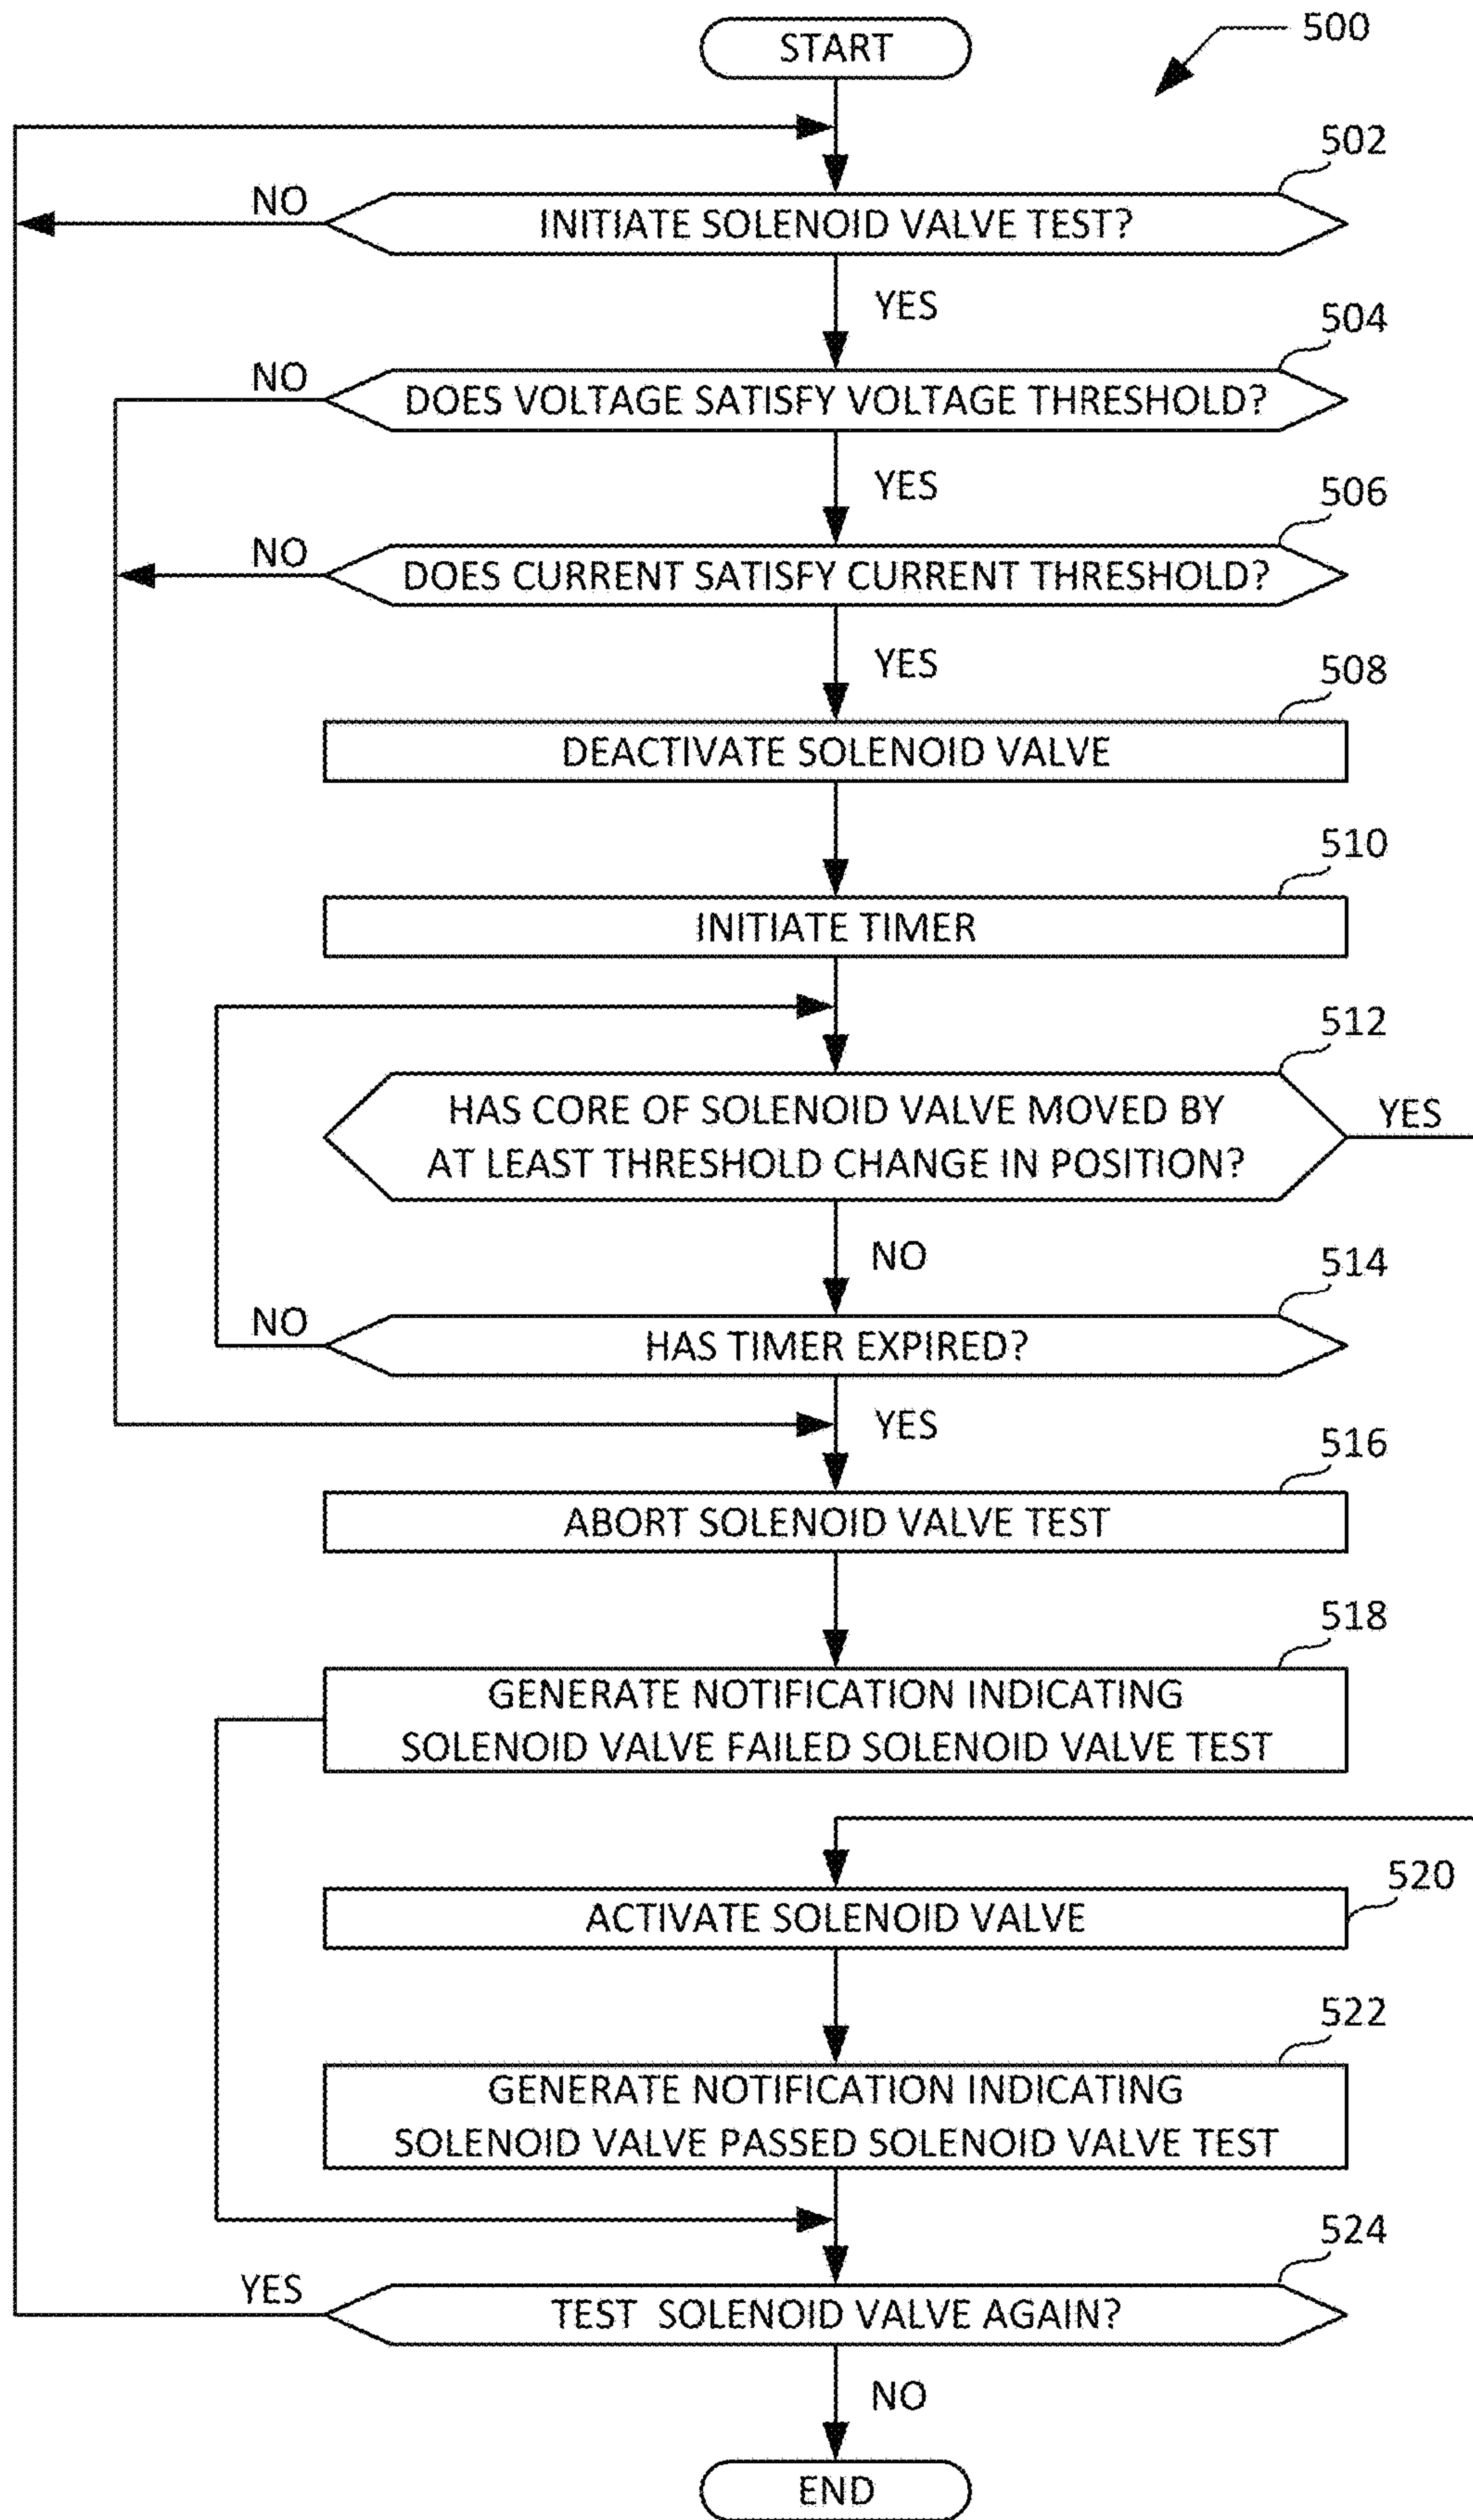 START
500
502
NO
INITIATE SOLENOID VALVE TEST?
YES
504
NO
DOES VOLTAGE SATISFY VOLTAGE THRESHOLD?
YES
506
NO
DOES CURRENT SATISFY CURRENT THRESHOLD?
YES
508
DEACTIVATE SOLENOID VALVE
510
INITIATE TIMER
512
HAS CORE OF SOLENOID VALVE MOVED BY
AT LEAST THRESHOLD CHANGE IN POSITION?
YES
NO
514
NO
HAS TIMER EXPIRED?
YES
516
ABORT SOLENOID VALVE TEST
518
GENERATE NOTIFICATION INDICATING
SOLENOID VALVE FAILED SOLENOID VALVE TEST
520
ACTIVATE SOLENOID VALVE
522
GENERATE NOTIFICATION INDICATING
SOLENOID VALVE PASSED SOLENOID VALVE TEST
524
YES
TEST SOLENOID VALVE AGAIN?
NO
END